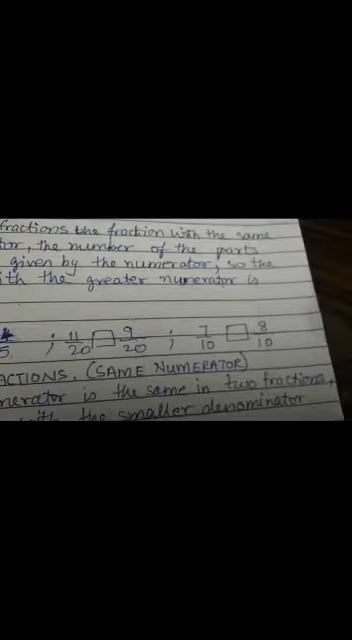 fractions the fraction with the same
tor, the number of the parts
given by the numerator, so the
ith the greater numerator is
5 ; 11/20 □ 9/20 ; 7/10 □ 8/10
ACTIONS. (SAME NUMERATOR)
nerator is the same in two fractions,
with the smaller denominator